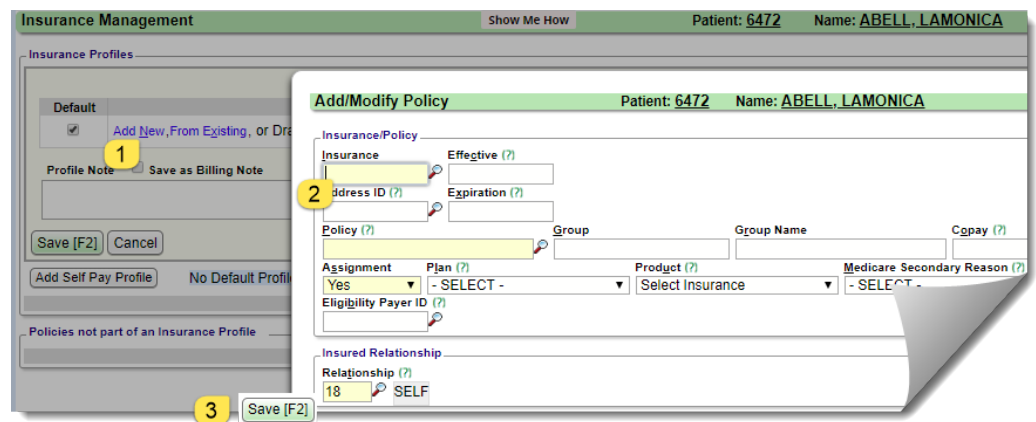 Insurance Management Show Me How Patient: 6472 Name: ABELL, LAMONICA
Insurance Profiles
Default
Add New,From Existing, or Dra
1
Profile Note Save as Billing Note
Save [F2] Cancel
Add Self Pay Profile No Default Profil
Policies not part of an Insurance Profile
Add/Modify Policy Patient: 6472 Name: ABELL, LAMONICA
Insurance/Policy
Insurance Effective (?)
2
Address ID (?) Expiration (?)
Policy (?) Group Group Name Copay (?)
Assignment Plan (?) Product (?) Medicare Secondary Reason (?)
Yes - SELECT - Select Insurance - SELECT -
Eligibility Payer ID (?)
Insured Relationship
Relationship (?)
18 SELF
3 Save [F2]